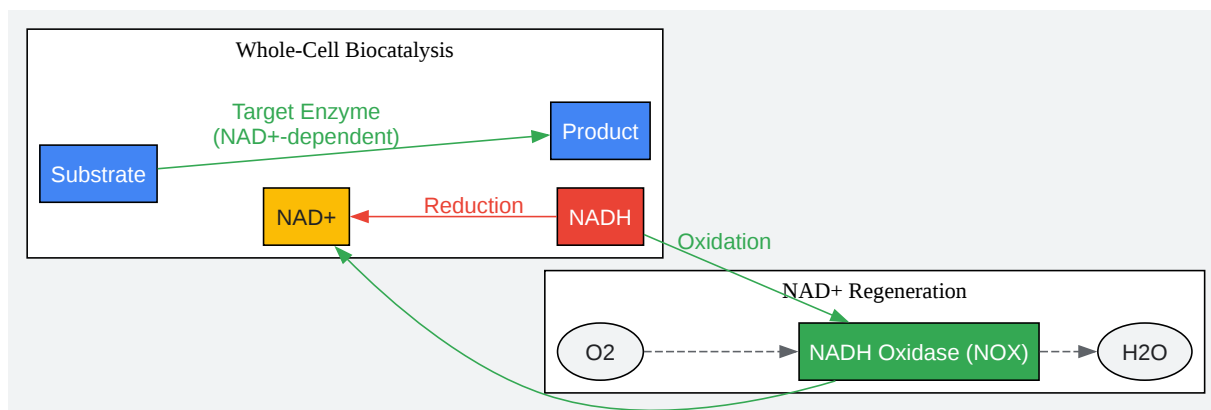 Whole-Cell Biocatalysis
Target Enzyme
(NAD+-dependent)
Substrate
Product
NAD+
Reduction
NADH
Oxidation
NAD+ Regeneration
O2
NADH Oxidase (NOX)
H2O